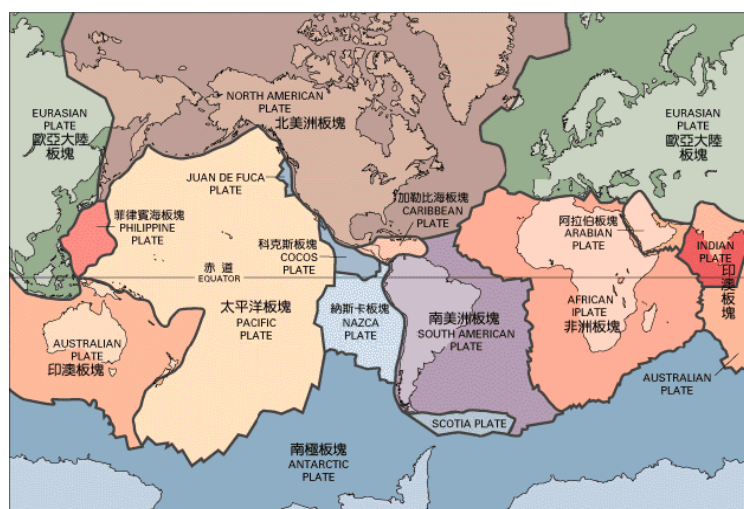 NORTH AMERICAN
PLATE
北美洲板塊
EURASIAN
PLATE
歐亞大陸
板塊
EURASIAN
PLATE
歐亞大陸
板塊
JUAN DE FUCA
PLATE
加勒比海板塊
CARIBBEAN
PLATE
菲律賓海板塊
PHILIPPINE
PLATE
阿拉伯板塊
ARABIAN
PLATE
科克斯板塊
COCOS
PLATE
INDIAN
PLATE
印澳板塊
赤道
EQUATOR
太平洋板塊
PACIFIC
PLATE
納斯卡板塊
NAZCA
PLATE
南美洲板塊
SOUTH AMERICAN
PLATE
AFRICAN
IPLATE
非洲板塊
AUSTRALIAN
PLATE
印澳板塊
AUSTRALIAN
PLATE
SCOTIA PLATE
南極板塊
ANTARCTIC
PLATE